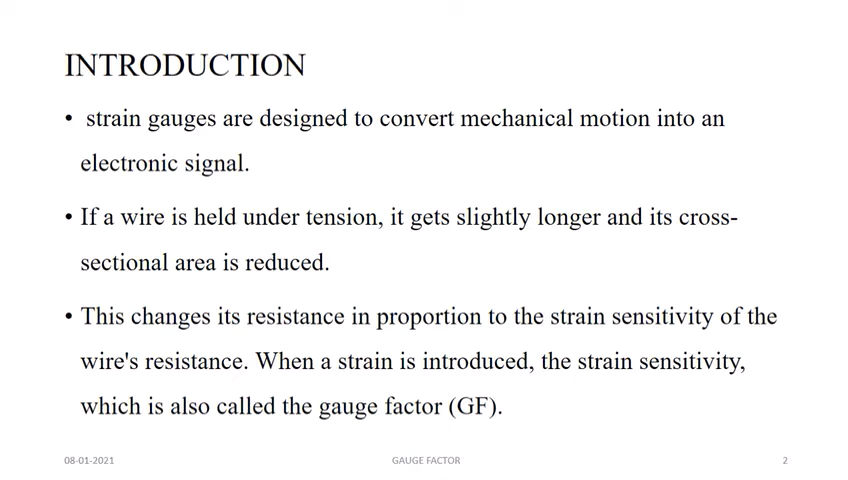 INTRODUCTION
• strain gauges are designed to convert mechanical motion into an
electronic signal.
• If a wire is held under tension, it gets slightly longer and its cross-
sectional area is reduced.
• This changes its resistance in proportion to the strain sensitivity of the
wire's resistance. When a strain is introduced, the strain sensitivity,
which is also called the gauge factor (GF).
08-01-2021 GAUGE FACTOR 2